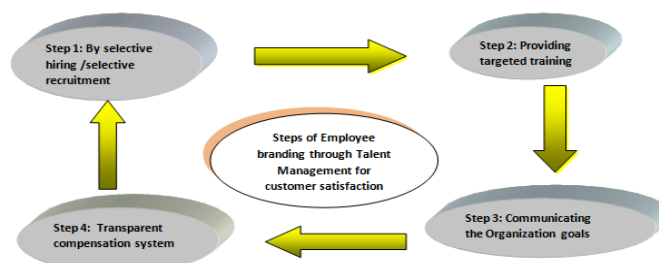 Step 1: By selective
hiring /selective
recruitment
Step 2: Providing
targeted training
Steps of Employee
branding through Talent
Management for
customer satisfaction
Step 4:  Transparent
compensation system
Step 3: Communicating
the Organization goals